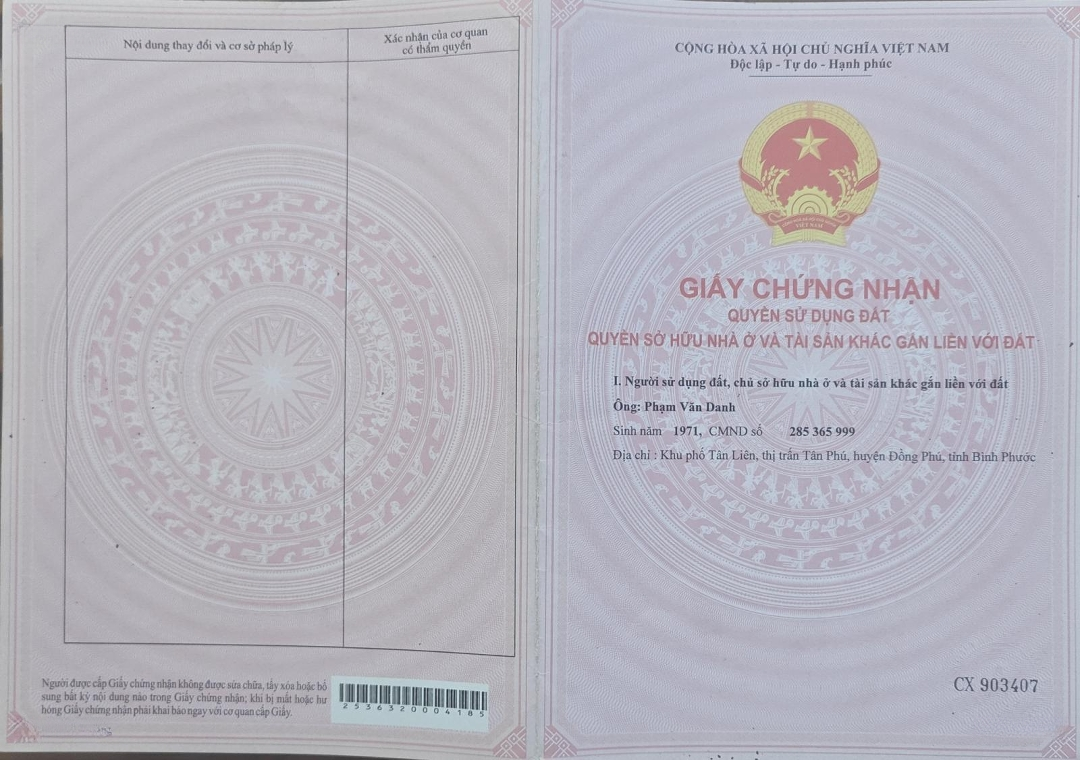 Nội dung thay đổi và cơ sở pháp lý
Xác nhận của cơ quan
có thẩm quyền
Người được cấp Giấy chứng nhận không được sửa chữa, tẩy xóa hoặc bổ
sung bất kỳ nội dung nào trong Giấy chứng nhận; khi bị mất hoặc hư
hỏng Giấy chứng nhận phải khai báo ngay với cơ quan cấp Giấy.
2536320004185
CỘNG HÒA XÃ HỘI CHỦ NGHĨA VIỆT NAM
Độc lập - Tự do - Hạnh phúc
VIỆT NAM
GIẤY CHỨNG NHẬN
QUYỀN SỬ DỤNG ĐẤT
QUYỀN SỞ HỮU NHÀ Ở VÀ TÀI SẢN KHÁC GẮN LIỀN VỚI ĐẤT
I. Người sử dụng đất, chủ sở hữu nhà ở và tài sản khác gắn liền với đất
Ông: Phạm Văn Danh
Sinh năm 1971, CMND số 285 365 999
Địa chỉ : Khu phố Tân Liên, thị trấn Tân Phú, huyện Đồng Phú, tỉnh Bình Phước
CX 903407